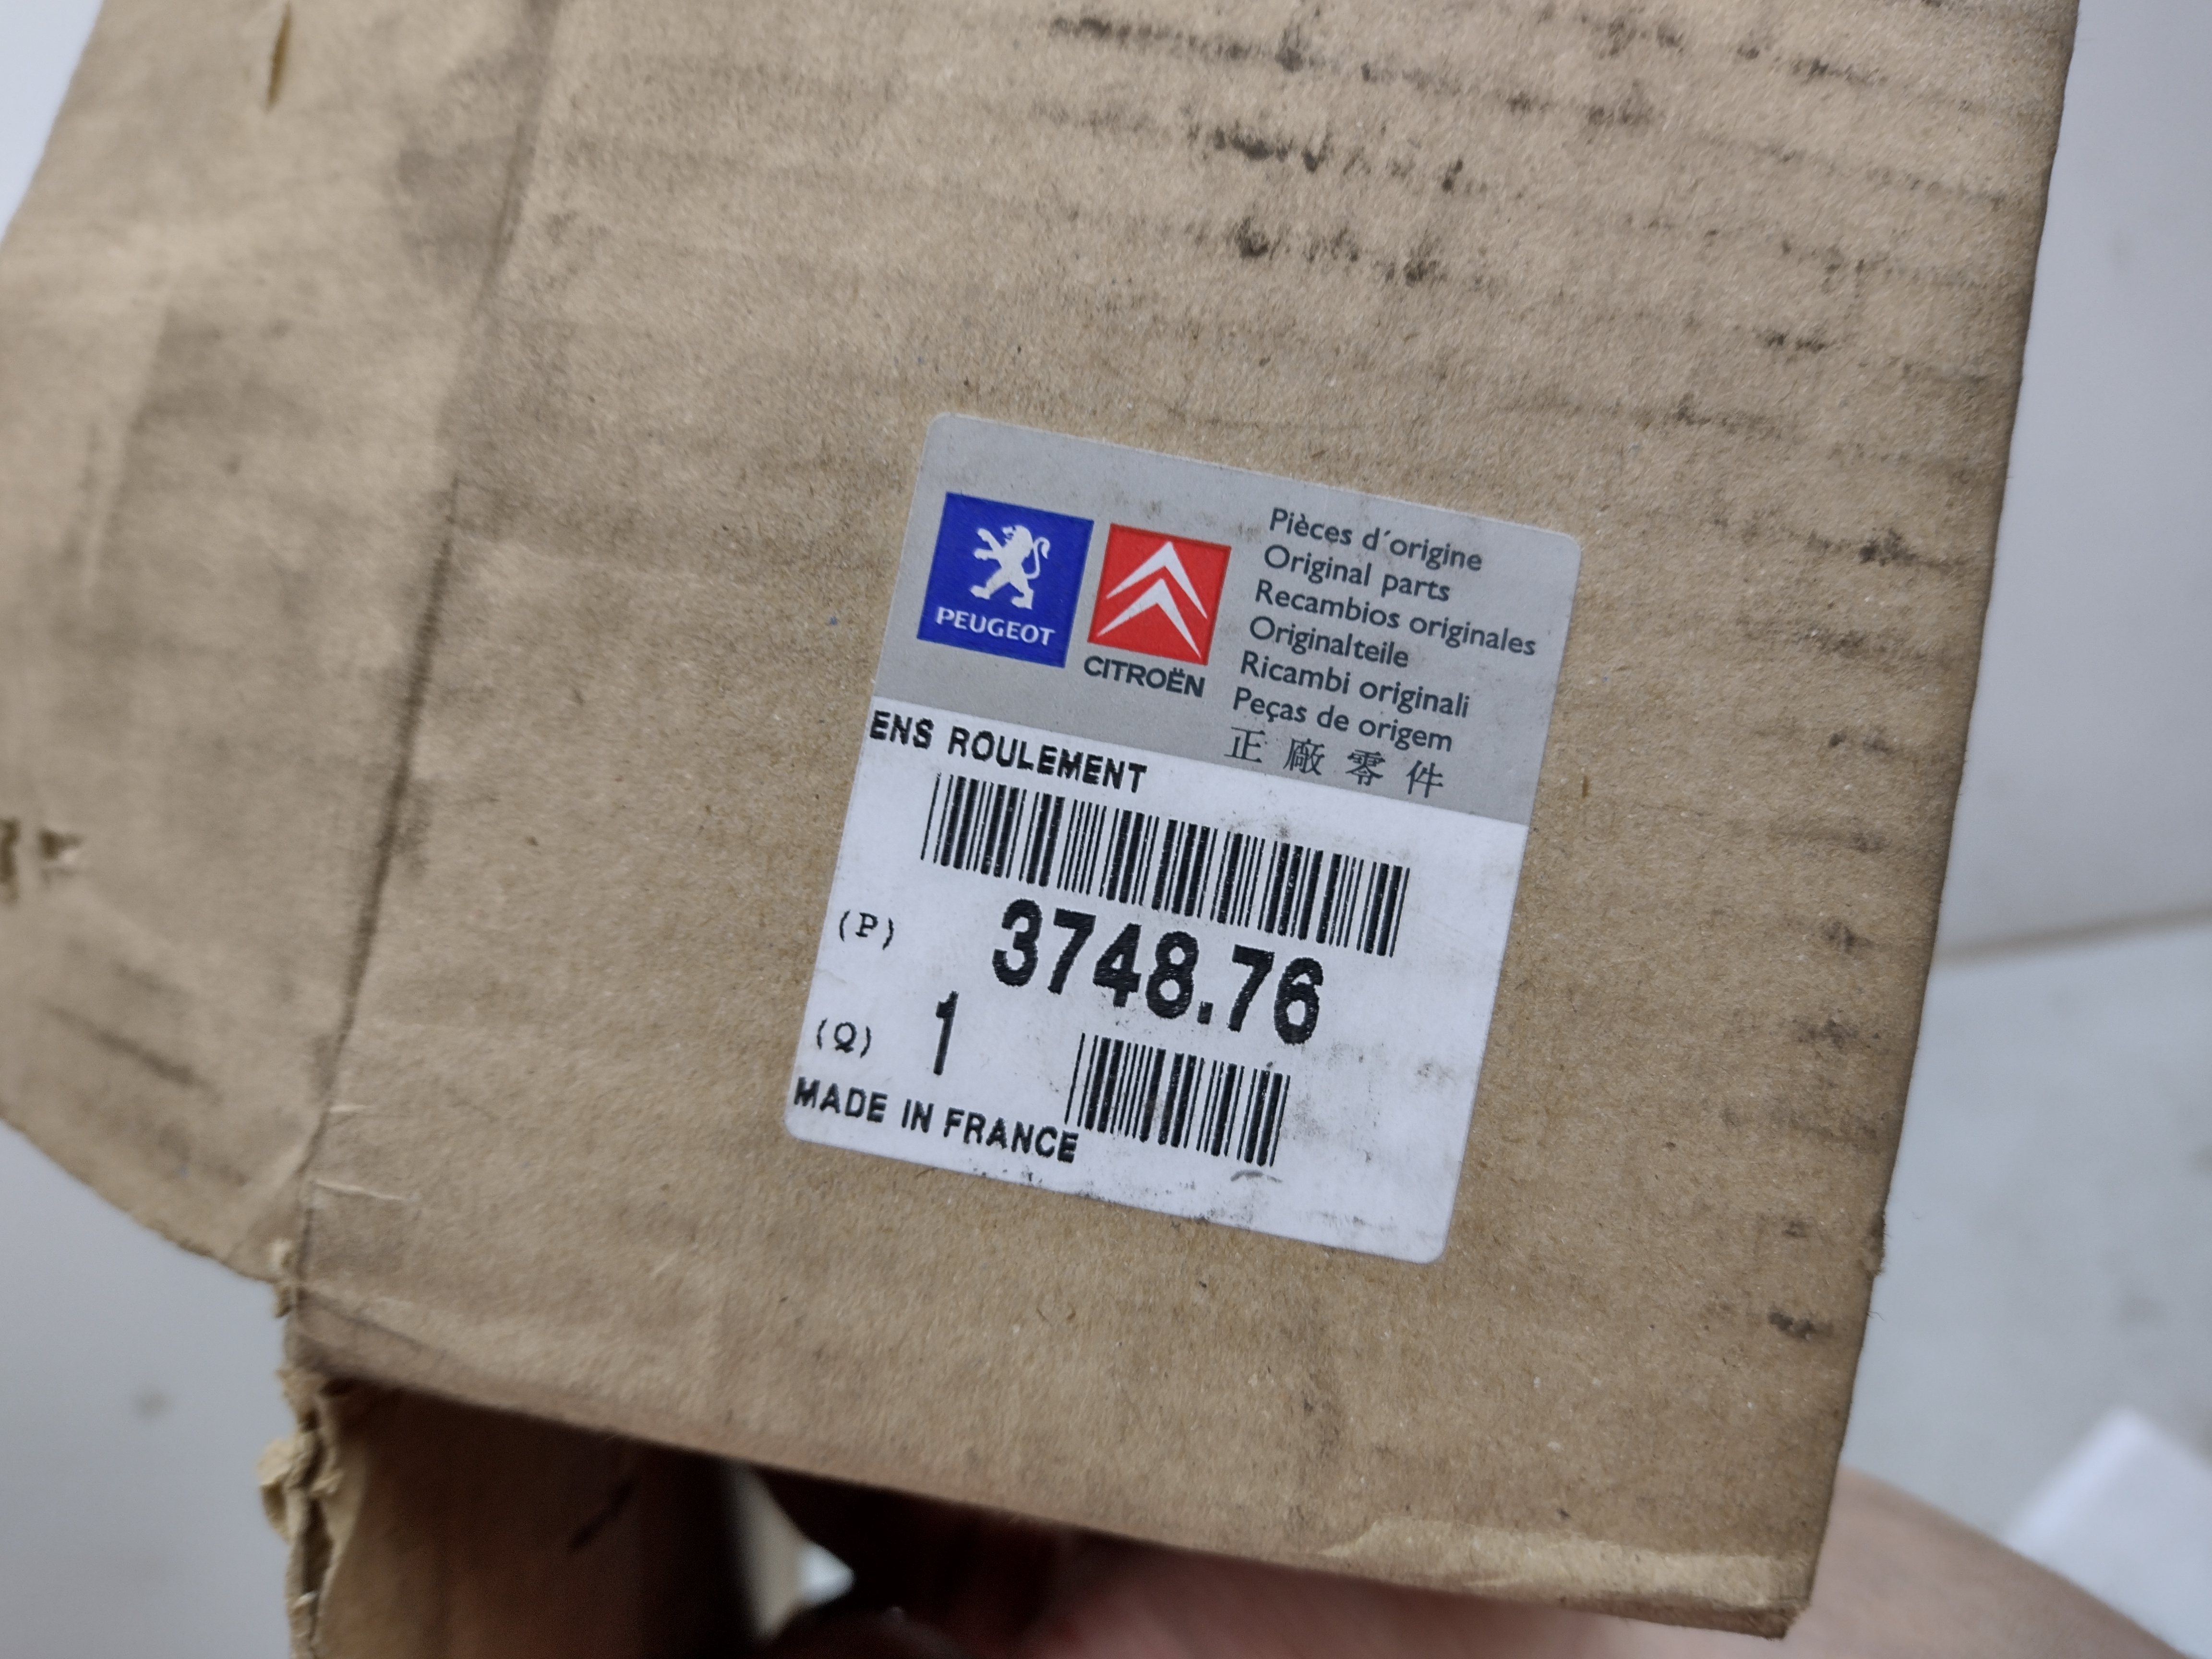 PEUGEOT
CITROËN
Pièces d´origine
Original parts
Recambios originales
Originalteile
Ricambi originali
Peças de origem
正廠零件
ENS ROULEMENT
(P) 3748.76
(Q) 1
MADE IN FRANCE